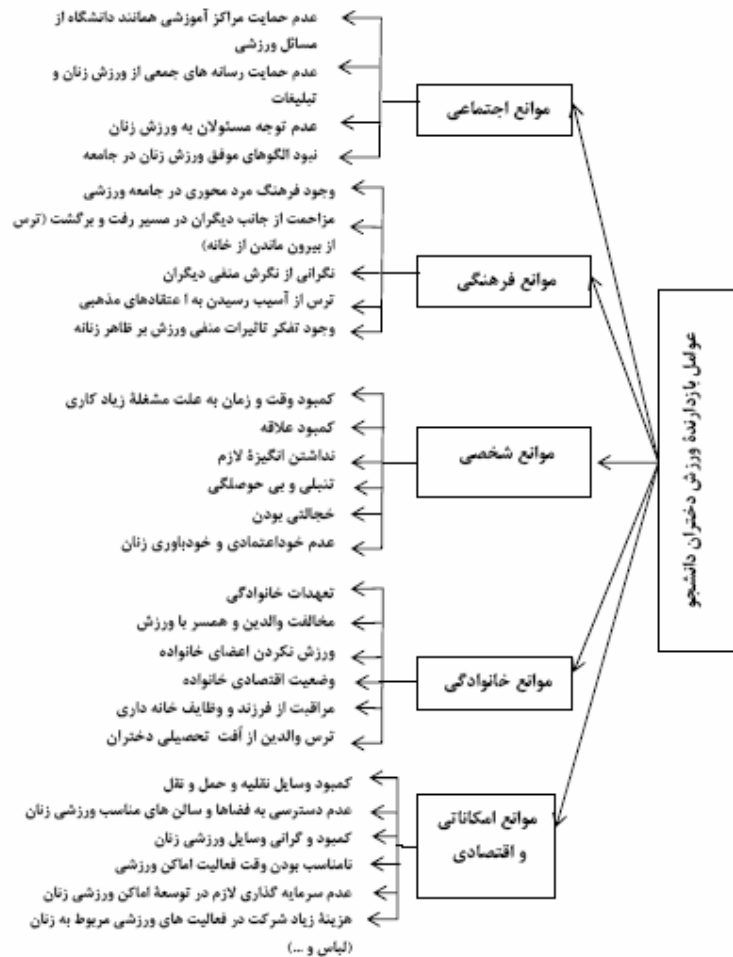 عوامل بازدارندهٔ ورزش دختران دانشجو
موانع اجتماعی
عدم حمایت مراکز آموزشی همانند دانشگاه از
مسائل ورزشی
عدم حمایت رسانه های جمعی از ورزش زنان و
تبلیغات
عدم توجه مسئولان به ورزش زنان
نبود الگوهای موفق ورزش زنان در جامعه
موانع فرهنگی
وجود فرهنگ مرد محوری در جامعه ورزشی
مزاحمت از جانب دیگران در مسیر رفت و برگشت (ترس
از بیرون ماندن از خانه)
نگرانی از نگرش منفی دیگران
ترس از آسیب رسیدن به ا عتقادهای مذهبی
وجود تفکر تاثیرات منفی ورزش بر ظاهر زنانه
موانع شخصی
کمبود وقت و زمان به علت مشغلهٔ زیاد کاری
کمبود علاقه
نداشتن انگیزهٔ لازم
تنبلی و بی حوصلگی
خجالتی بودن
عدم خوداعتمادی و خودباوری زنان
موانع خانوادگی
تعهدات خانوادگی
مخالفت والدین و همسر با ورزش
ورزش نکردن اعضای خانواده
وضعیت اقتصادی خانواده
مراقبت از فرزند و وظایف خانه داری
ترس والدین از اُفت تحصیلی دختران
موانع امکاناتی
و اقتصادی
کمبود وسایل نقلیه و حمل و نقل
عدم دسترسی به فضاها و سالن های مناسب ورزشی زنان
کمبود و گرانی وسایل ورزشی زنان
نامناسب بودن وقت فعالیت اماکن ورزشی
عدم سرمایه گذاری لازم در توسعهٔ اماکن ورزشی زنان
هزینهٔ زیاد شرکت در فعالیت های ورزشی مربوط به زنان
(لباس و ...)